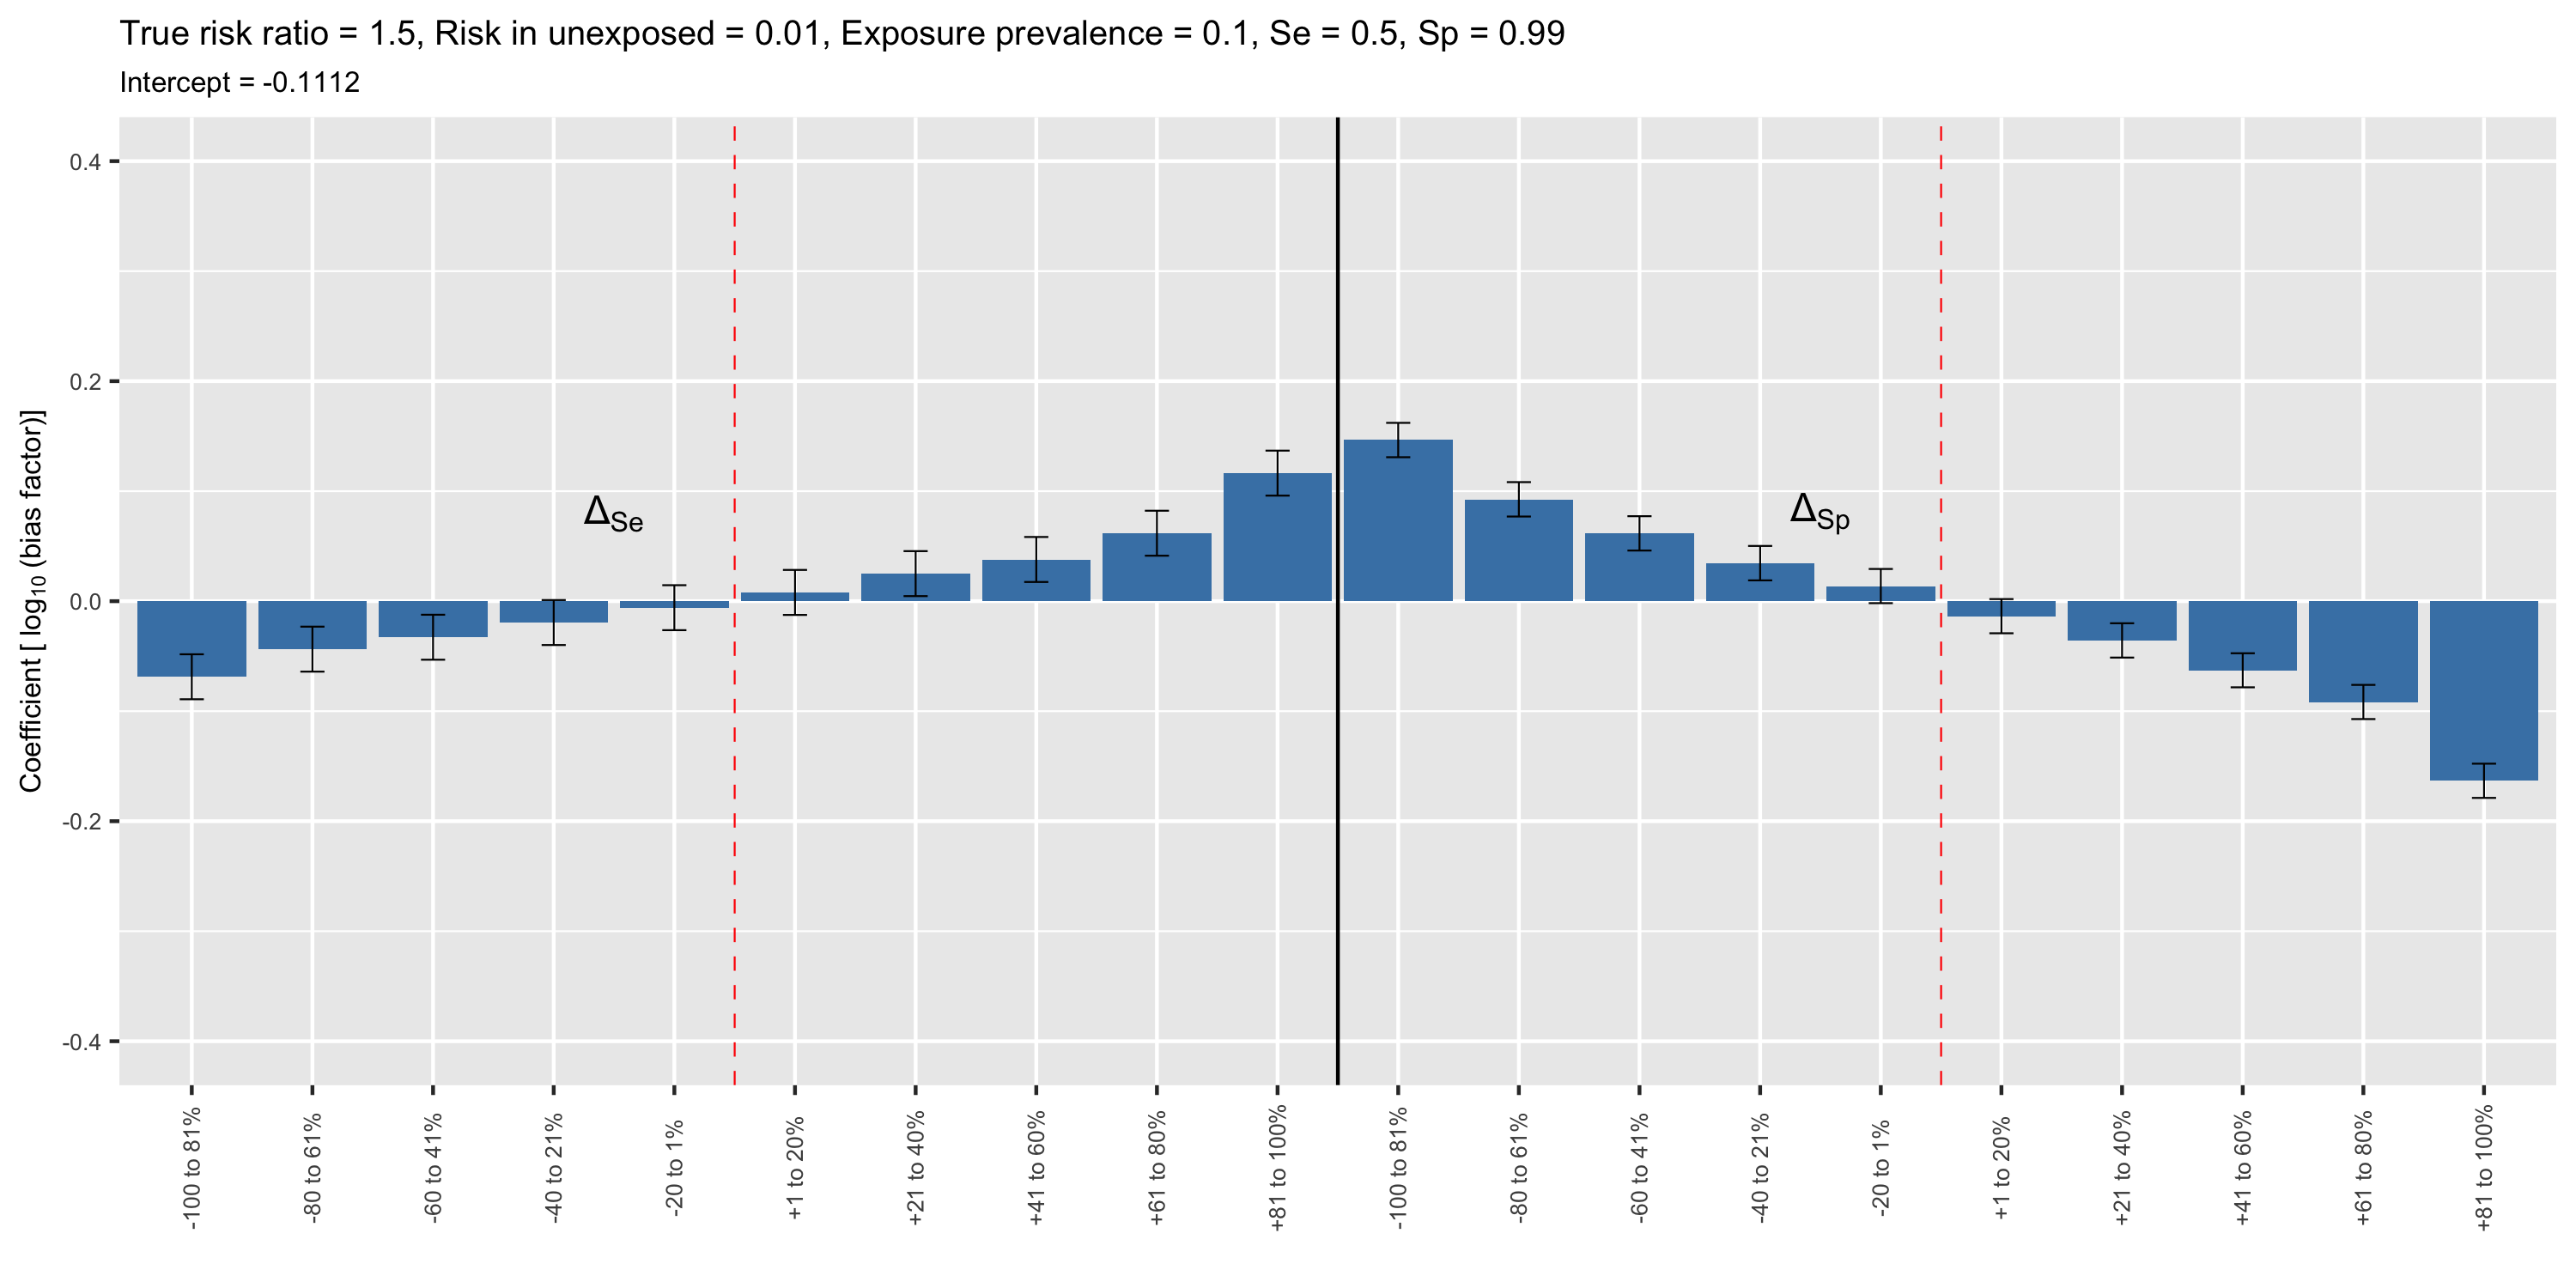 True risk ratio = 1.5, Risk in unexposed = 0.01, Exposure prevalence = 0.1, Se = 0.5, Sp = 0.99
Intercept = -0.1112
Coefficient [ log10 (bias factor)]
0.4
0.2
0.0
-0.2
-0.4
ΔSe
ΔSp
-100 to 81%
-80 to 61%
-60 to 41%
-40 to 21%
-20 to 1%
+1 to 20%
+21 to 40%
+41 to 60%
+61 to 80%
+81 to 100%
-100 to 81%
-80 to 61%
-60 to 41%
-40 to 21%
-20 to 1%
+1 to 20%
+21 to 40%
+41 to 60%
+61 to 80%
+81 to 100%